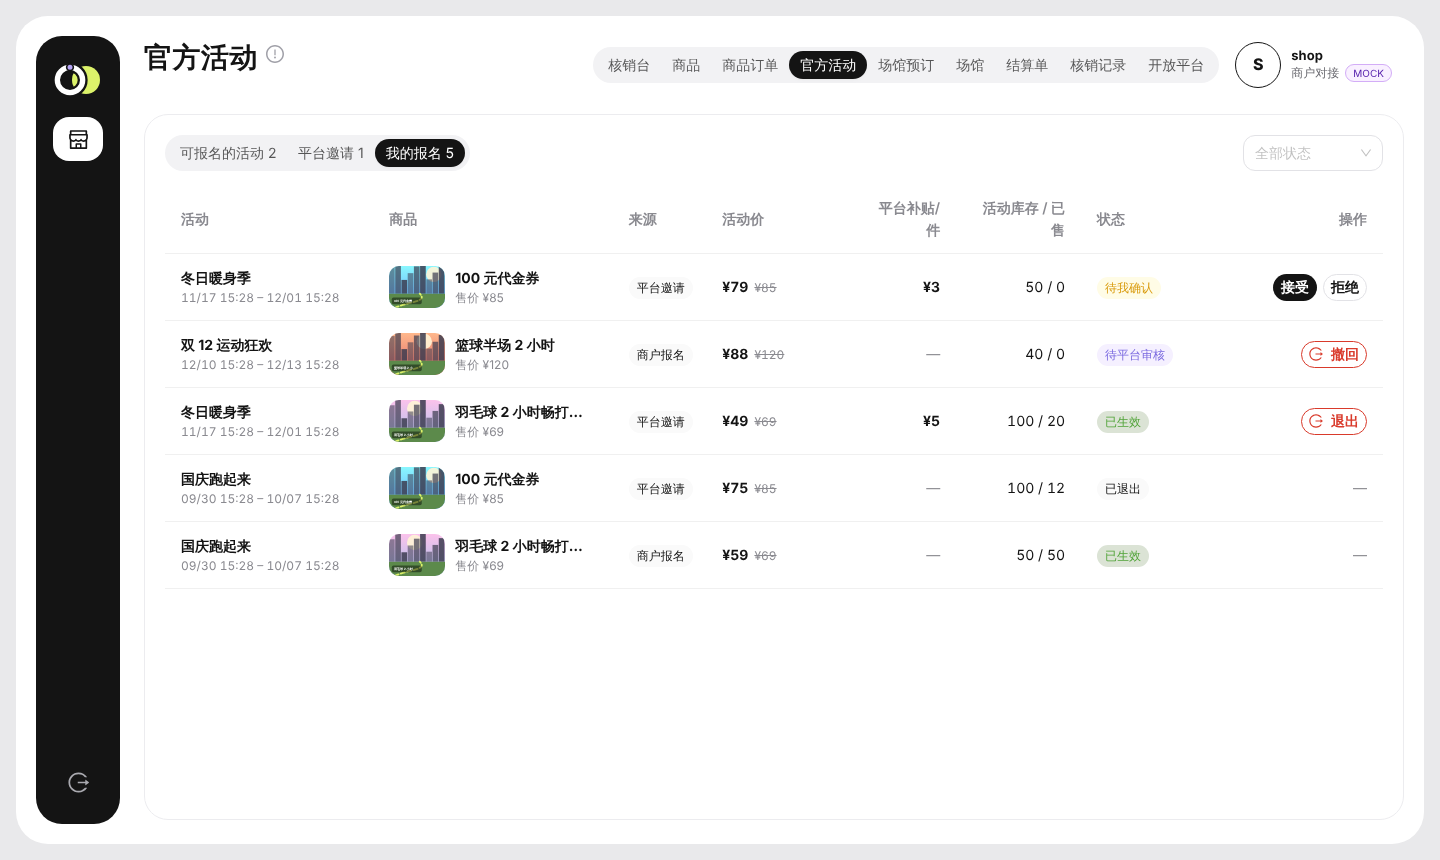 官方活动
核销台 商品 商品订单 官方活动 场馆预订 场馆 结算单 核销记录 开放平台
S
shop
商户对接 MOCK
可报名的活动 2 平台邀请 1 我的报名 5
全部状态
活动 商品 来源 活动价 平台补贴/件 活动库存 / 已售 状态 操作
冬日暖身季 100 元代金券 平台邀请 ¥79 ¥85 ¥3 50 / 0 待我确认 接受 拒绝
11/17 15:28 – 12/01 15:28 售价 ¥85
双 12 运动狂欢 篮球半场 2 小时 商户报名 ¥88 ¥120 — 40 / 0 待平台审核 撤回
12/10 15:28 – 12/13 15:28 售价 ¥120
冬日暖身季 羽毛球 2 小时畅打... 平台邀请 ¥49 ¥69 ¥5 100 / 20 已生效 退出
11/17 15:28 – 12/01 15:28 售价 ¥69
国庆跑起来 100 元代金券 平台邀请 ¥75 ¥85 — 100 / 12 已退出 —
09/30 15:28 – 10/07 15:28 售价 ¥85
国庆跑起来 羽毛球 2 小时畅打... 商户报名 ¥59 ¥69 — 50 / 50 已生效 —
09/30 15:28 – 10/07 15:28 售价 ¥69